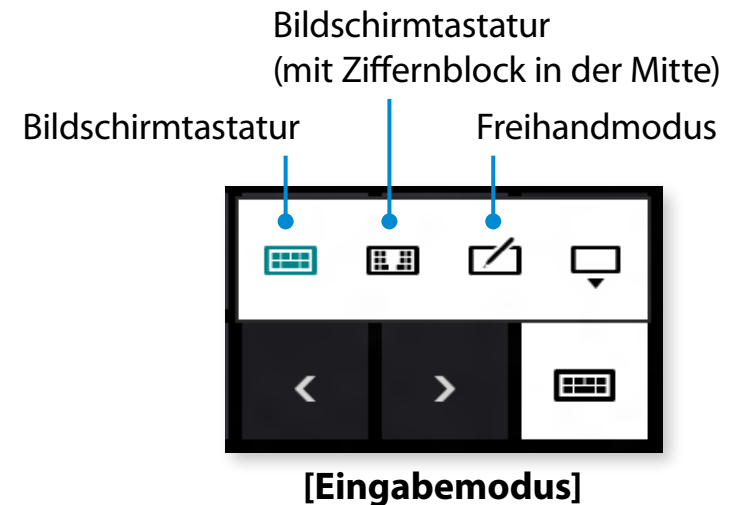 Bildschirmtastatur
(mit Ziffernblock in der Mitte)
Bildschirmtastatur
Freihandmodus
[Eingabemodus]